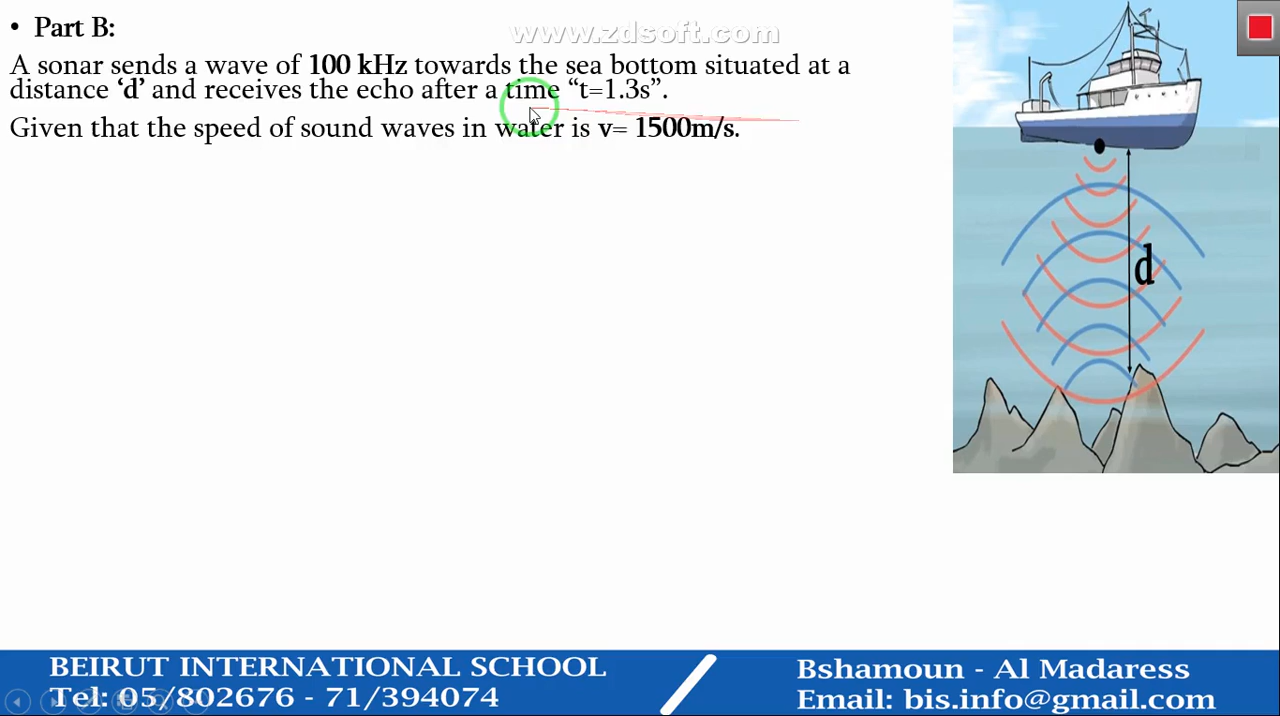 www.zdsoft.com
• Part B:
A sonar sends a wave of 100 kHz towards the sea bottom situated at a
distance ‘d’ and receives the echo after a time “t=1.3s”.
Given that the speed of sound waves in water is v= 1500m/s.
d
BEIRUT INTERNATIONAL SCHOOL
Tel: 05/802676 - 71/394074
Bshamoun - Al Madaress
Email: bis.info@gmail.com